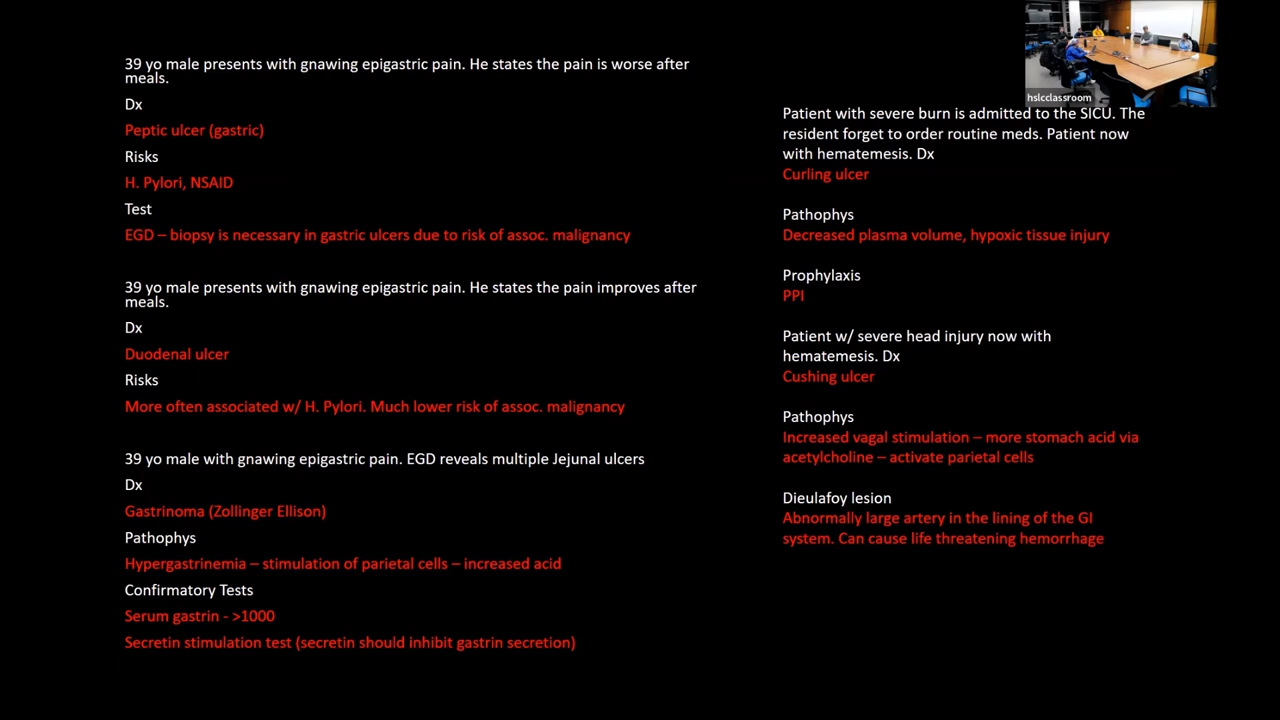 39 yo male presents with gnawing epigastric pain. He states the pain is worse after
meals.
Dx
Peptic ulcer (gastric)
Risks
H. Pylori, NSAID
Test
EGD – biopsy is necessary in gastric ulcers due to risk of assoc. malignancy
39 yo male presents with gnawing epigastric pain. He states the pain improves after
meals.
Dx
Duodenal ulcer
Risks
More often associated w/ H. Pylori. Much lower risk of assoc. malignancy
39 yo male with gnawing epigastric pain. EGD reveals multiple Jejunal ulcers
Dx
Gastrinoma (Zollinger Ellison)
Pathophys
Hypergastrinemia – stimulation of parietal cells – increased acid
Confirmatory Tests
Serum gastrin - >1000
Secretin stimulation test (secretin should inhibit gastrin secretion)
hslcclassroom
Patient with severe burn is admitted to the SICU. The
resident forget to order routine meds. Patient now
with hematemesis. Dx
Curling ulcer
Pathophys
Decreased plasma volume, hypoxic tissue injury
Prophylaxis
PPI
Patient w/ severe head injury now with
hematemesis. Dx
Cushing ulcer
Pathophys
Increased vagal stimulation – more stomach acid via
acetylcholine – activate parietal cells
Dieulafoy lesion
Abnormally large artery in the lining of the GI
system. Can cause life threatening hemorrhage